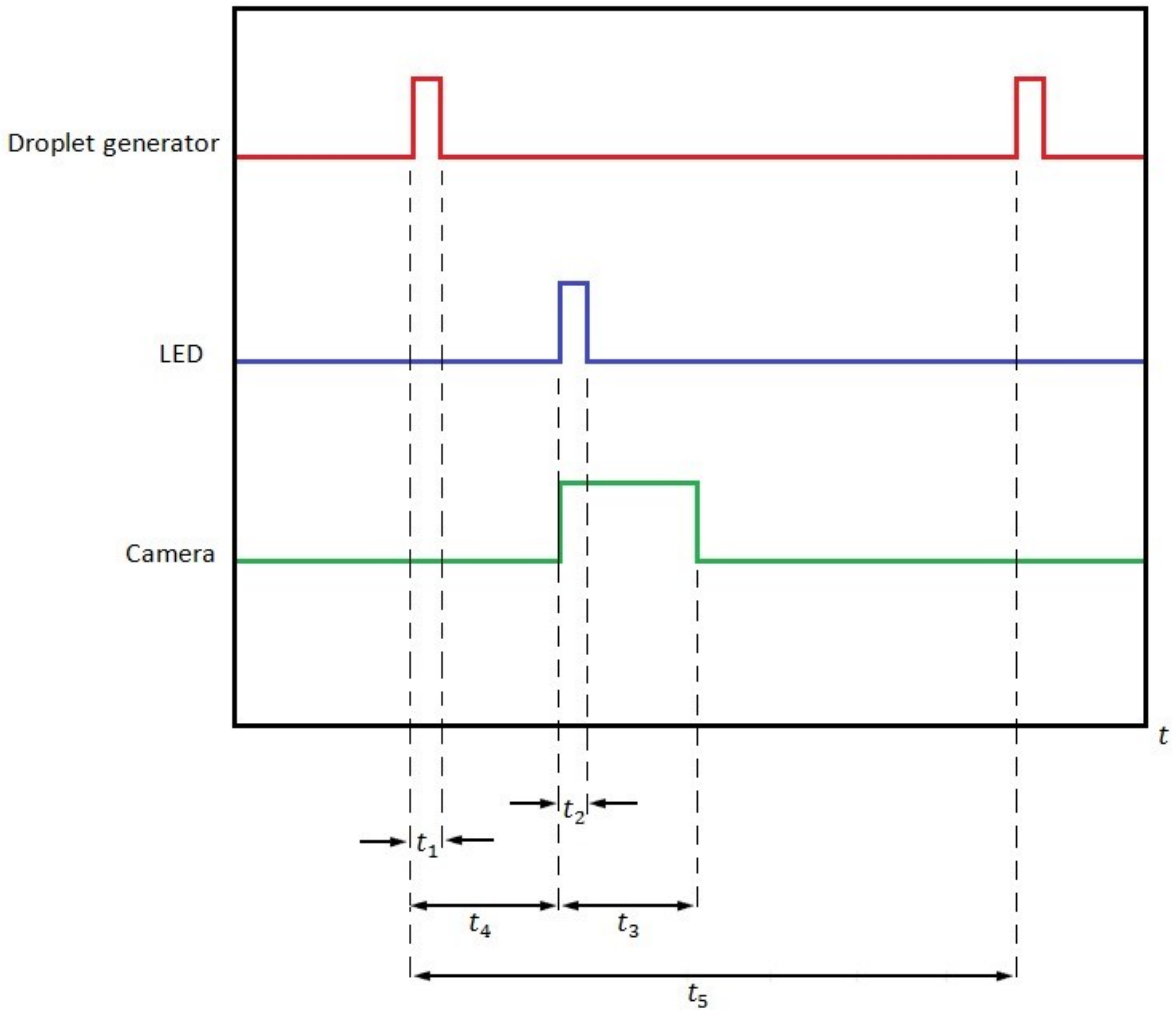 Droplet generator
LED
Camera
t
t₂
t₁
t₄
t₃
t₅